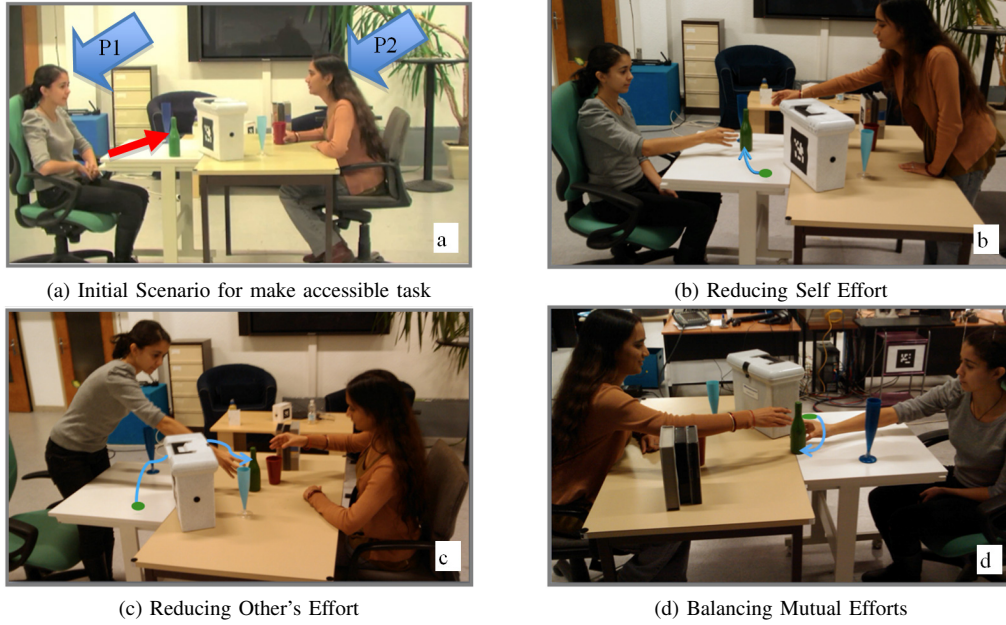 P1
P2
a
b
(a) Initial Scenario for make accessible task
(b) Reducing Self Effort
c
d
(c) Reducing Other's Effort
(d) Balancing Mutual Efforts